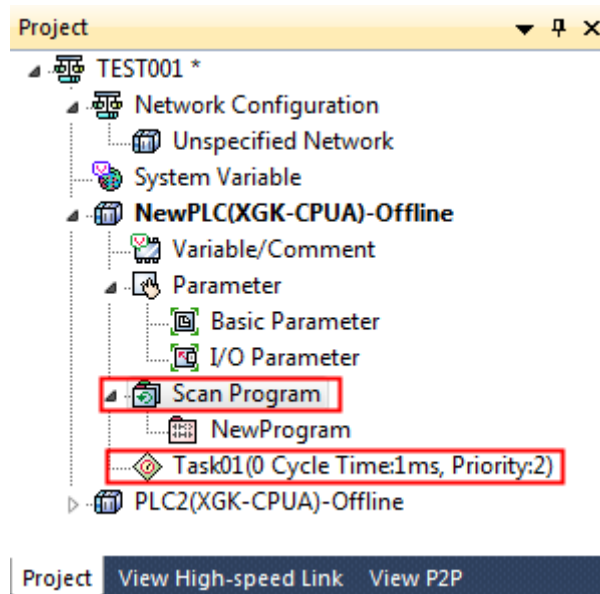 Project
TEST001 *
Network Configuration
Unspecified Network
System Variable
NewPLC(XGK-CPUA)-Offline
Variable/Comment
Parameter
Basic Parameter
I/O Parameter
Scan Program
NewProgram
Task01(0 Cycle Time:1ms, Priority:2)
PLC2(XGK-CPUA)-Offline
Project View High-speed Link View P2P